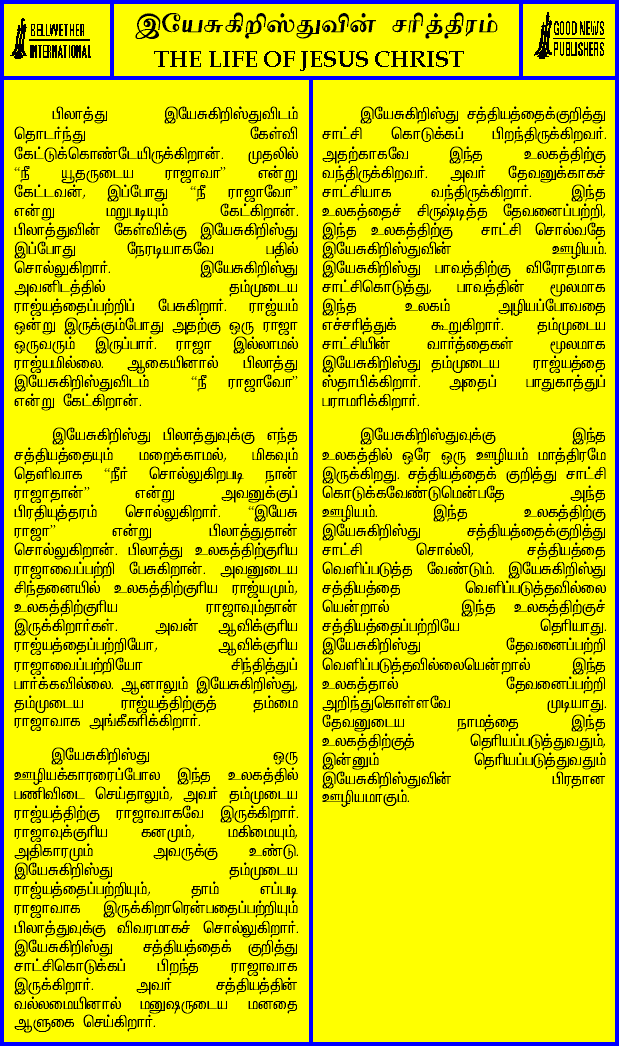 BELLWETHER
INTERNATIONAL
இயேசுகிறிஸ்துவின் சரித்திரம்
THE LIFE OF JESUS CHRIST
GOOD NEWS
PUBLISHERS
பிலாத்து இயேசுகிறிஸ்துவிடம்
தொடர்ந்து கேள்வி
கேட்டுக்கொண்டேயிருக்கிறான். முதலில்
“நீ யூதருடைய ராஜாவா” என்று
கேட்டவன், இப்போது “நீ ராஜாவோ”
என்று மறுபடியும் கேட்கிறான்.
பிலாத்துவின் கேள்விக்கு இயேசுகிறிஸ்து
இப்போது நேரடியாகவே பதில்
சொல்லுகிறார். இயேசுகிறிஸ்து
அவனிடத்தில் தம்முடைய
ராஜ்யத்தைப்பற்றிப் பேசுகிறார். ராஜ்யம்
ஒன்று இருக்கும்போது அதற்கு ஒரு ராஜா
ஒருவரும் இருப்பார். ராஜா இல்லாமல்
ராஜ்யமில்லை. ஆகையினால் பிலாத்து
இயேசுகிறிஸ்துவிடம் “நீ ராஜாவோ”
என்று கேட்கிறான்.
இயேசுகிறிஸ்து பிலாத்துவுக்கு எந்த
சத்தியத்தையும் மறைக்காமல், மிகவும்
தெளிவாக “நீர் சொல்லுகிறபடி நான்
ராஜாதான்” என்று அவனுக்குப்
பிரதியுத்தரம் சொல்லுகிறார். “இயேசு
ராஜா” என்று பிலாத்துதான்
சொல்லுகிறான். பிலாத்து உலகத்திற்குரிய
ராஜாவைப்பற்றி பேசுகிறான். அவனுடைய
சிந்தனையில் உலகத்திற்குரிய ராஜ்யமும்,
உலகத்திற்குரிய ராஜாவும்தான்
இருக்கிறார்கள். அவன் ஆவிக்குரிய
ராஜ்யத்தைப்பற்றியோ, ஆவிக்குரிய
ராஜாவைப்பற்றியோ சிந்தித்துப்
பார்க்கவில்லை. ஆனாலும் இயேசுகிறிஸ்து,
தம்முடைய ராஜ்யத்திற்குத் தம்மை
ராஜாவாக அங்கீகரிக்கிறார்.
இயேசுகிறிஸ்து ஒரு
ஊழியக்காரரைப்போல இந்த உலகத்தில்
பணிவிடை செய்தாலும், அவர் தம்முடைய
ராஜ்யத்திற்கு ராஜாவாகவே இருக்கிறார்.
ராஜாவுக்குரிய கனமும், மகிமையும்,
அதிகாரமும் அவருக்கு உண்டு.
இயேசுகிறிஸ்து தம்முடைய
ராஜ்யத்தைப்பற்றியும், தாம் எப்படி
ராஜாவாக இருக்கிறாரென்பதைப்பற்றியும்
பிலாத்துவுக்கு விவரமாகச் சொல்லுகிறார்.
இயேசுகிறிஸ்து சத்தியத்தைக் குறித்து
சாட்சிகொடுக்கப் பிறந்த ராஜாவாக
இருக்கிறார். அவர் சத்தியத்தின்
வல்லமையினால் மனுஷருடைய மனதை
ஆளுகை செய்கிறார்.
இயேசுகிறிஸ்து சத்தியத்தைக்குறித்து
சாட்சி கொடுக்கப் பிறந்திருக்கிறவர்.
அதற்காகவே இந்த உலகத்திற்கு
வந்திருக்கிறவர். அவர் தேவனுக்காகச்
சாட்சியாக வந்திருக்கிறார். இந்த
உலகத்தைச் சிருஷ்டித்த தேவனைப்பற்றி,
இந்த உலகத்திற்கு சாட்சி சொல்வதே
இயேசுகிறிஸ்துவின் ஊழியம்.
இயேசுகிறிஸ்து பாவத்திற்கு விரோதமாக
சாட்சிகொடுத்து, பாவத்தின் மூலமாக
இந்த உலகம் அழியப்போவதை
எச்சரித்துக் கூறுகிறார். தம்முடைய
சாட்சியின் வார்த்தைகள் மூலமாக
இயேசுகிறிஸ்து தம்முடைய ராஜ்யத்தை
ஸ்தாபிக்கிறார். அதைப் பாதுகாத்துப்
பராமரிக்கிறார்.
இயேசுகிறிஸ்துவுக்கு இந்த
உலகத்தில் ஒரே ஒரு ஊழியம் மாத்திரமே
இருக்கிறது. சத்தியத்தைக் குறித்து சாட்சி
கொடுக்கவேண்டுமென்பதே அந்த
ஊழியம். இந்த உலகத்திற்கு
இயேசுகிறிஸ்து சத்தியத்தைக்குறித்து
சாட்சி சொல்லி, சத்தியத்தை
வெளிப்படுத்த வேண்டும். இயேசுகிறிஸ்து
சத்தியத்தை வெளிப்படுத்தவில்லை
யென்றால் இந்த உலகத்திற்குச்
சத்தியத்தைப்பற்றியே தெரியாது.
இயேசுகிறிஸ்து தேவனைப்பற்றி
வெளிப்படுத்தவில்லையென்றால் இந்த
உலகத்தால் தேவனைப்பற்றி
அறிந்துகொள்ளவே முடியாது.
தேவனுடைய நாமத்தை இந்த
உலகத்திற்குத் தெரியப்படுத்துவதும்,
இன்னும் தெரியப்படுத்துவதும்
இயேசுகிறிஸ்துவின் பிரதான
ஊழியமாகும்.